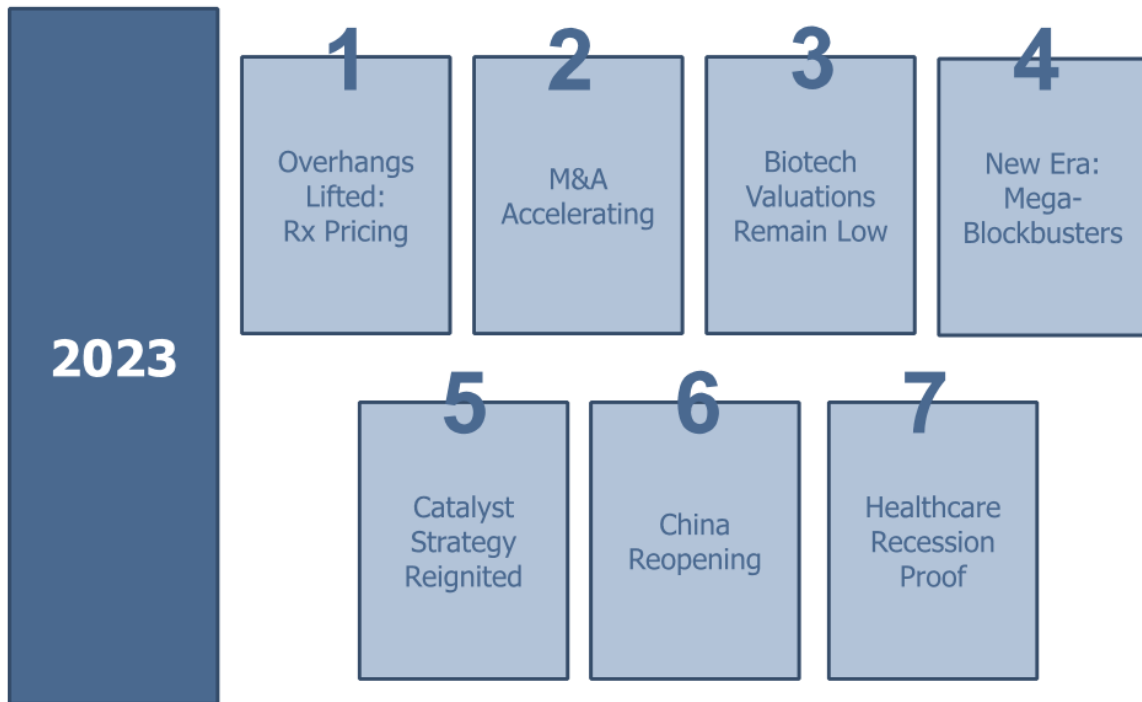 2023
1
Overhangs
Lifted:
Rx Pricing
2
M&A
Accelerating
3
Biotech
Valuations
Remain Low
4
New Era:
Mega-
Blockbusters
5
Catalyst
Strategy
Reignited
6
China
Reopening
7
Healthcare
Recession
Proof